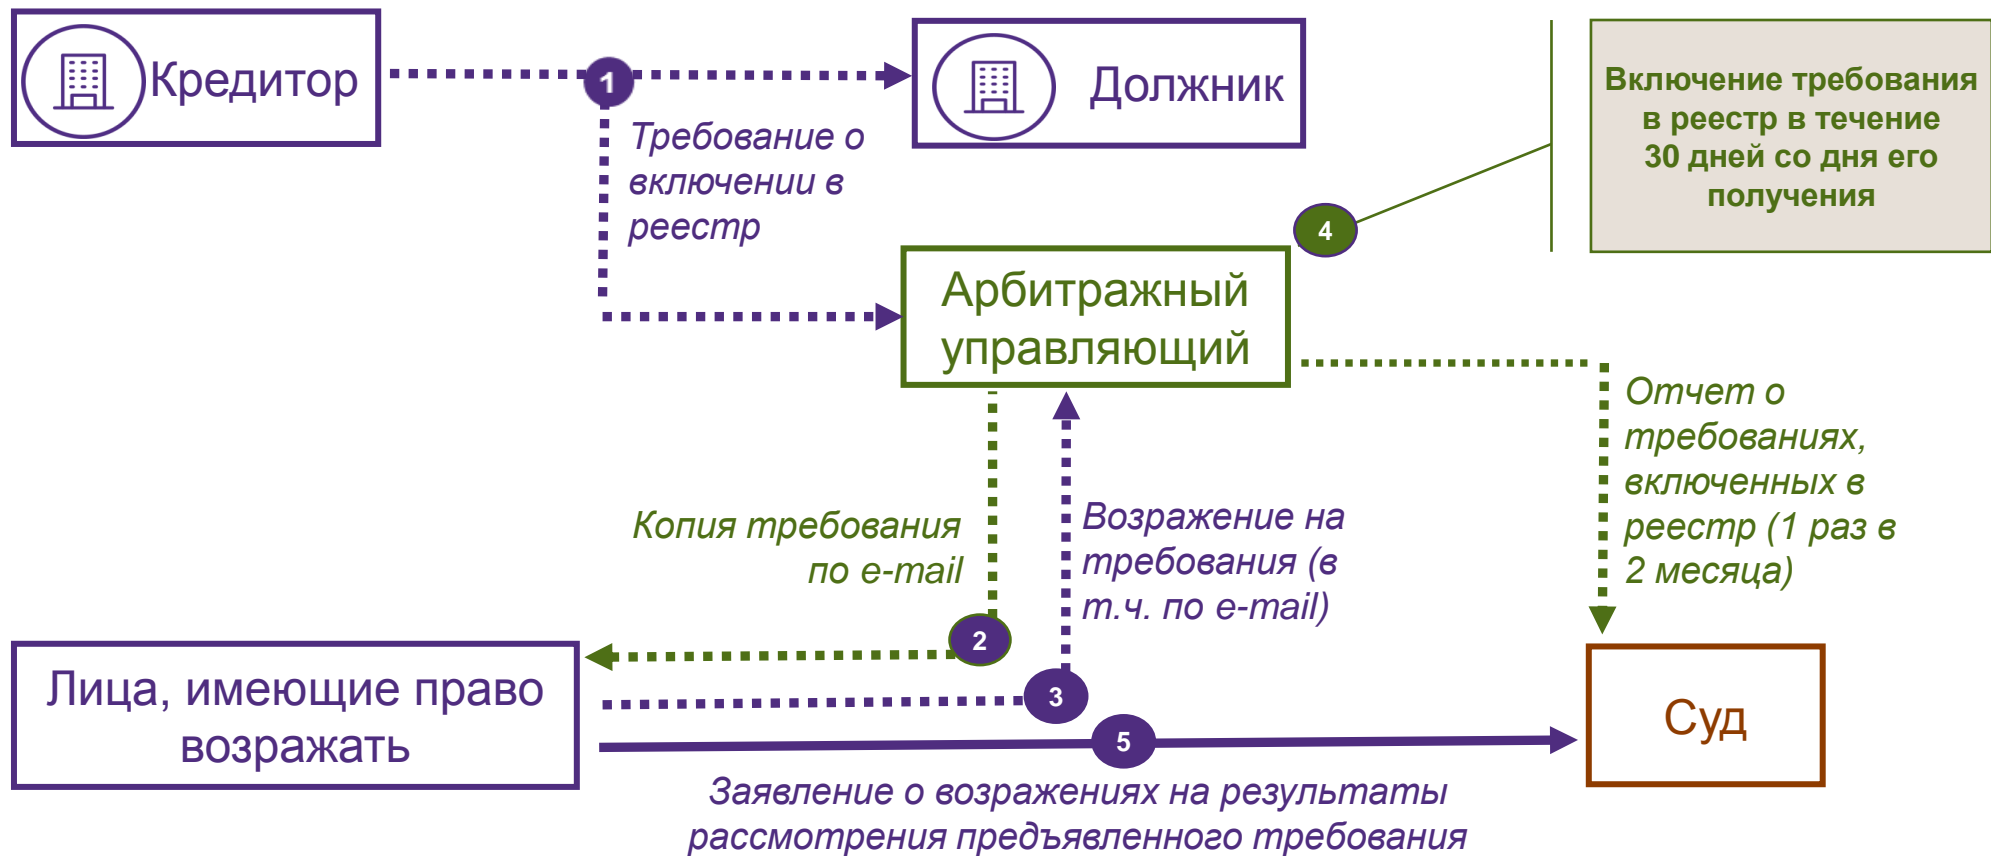 Кредитор
1
Должник
Требование о
включении в
реестр
Включение требования
в реестр в течение
30 дней со дня его
получения
4
Арбитражный
управляющий
Отчет о
требованиях,
включенных в
реестр (1 раз в
2 месяца)
Копия требования
по e-mail
Возражение на
требования (в
т.ч. по e-mail)
2
3
Лица, имеющие право
возражать
5
Суд
Заявление о возражениях на результаты
рассмотрения предъявленного требования